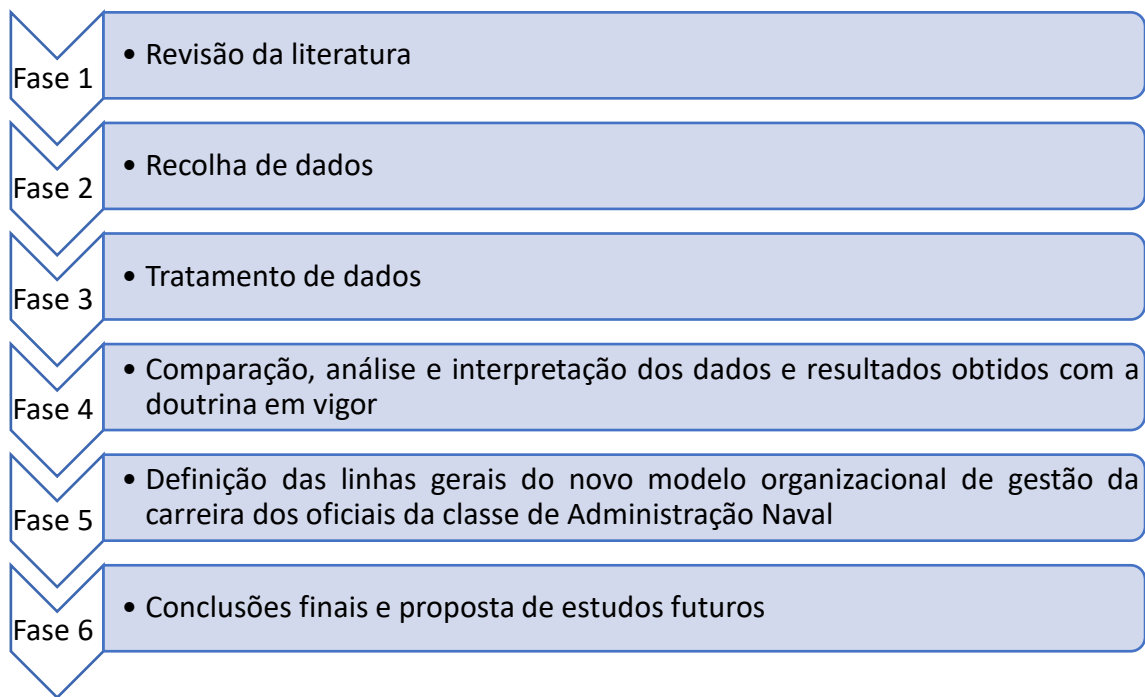 Fase 1
• Revisão da literatura
Fase 2
• Recolha de dados
Fase 3
• Tratamento de dados
Fase 4
• Comparação, análise e interpretação dos dados e resultados obtidos com a
doutrina em vigor
Fase 5
• Definição das linhas gerais do novo modelo organizacional de gestão da
carreira dos oficiais da classe de Administração Naval
Fase 6
• Conclusões finais e proposta de estudos futuros